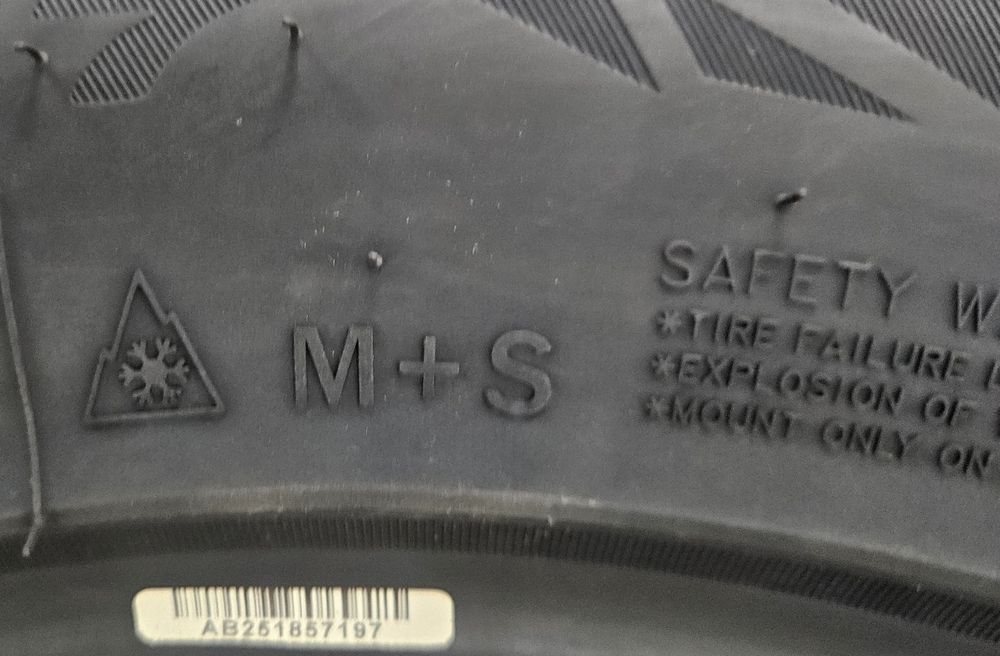 M+S
SAFETY
*TIRE FAILURE
*EXPLOSION OF
*MOUNT ONLY ON
AB251857197